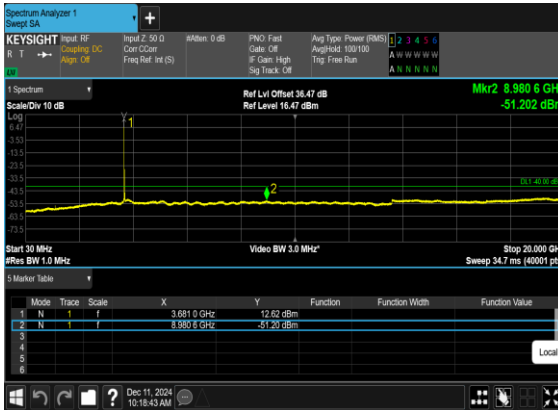 Spectrum Analyzer 1
Swept SA
+
KEYSIGHT
R T
Input: RF
Coupling: DC
Align: Off
Input Z: 50 Ω
Corr CCorr
Freq Ref: Int (S)
#Atten: 0 dB
PNO: Fast
Gate: Off
IF Gain: High
Sig Track: Off
Avg Type: Power (RMS)
Avg|Hold: 100/100
Trig: Free Run
1 2 3 4 5 6
A W W W W W
A N N N N N
1 Spectrum
Scale/Div 10 dB
Ref Lvl Offset 36.47 dB
Ref Level 16.47 dBm
Mkr2 8.980 6 GH
-51.202 dBr
Log
6.47
-3.53
-13.5
-23.5
-33.5
-43.5
-53.5
-63.5
-73.5
1
2
DL1 -40.00 dB
Start 30 MHz
#Res BW 1.0 MHz
Video BW 3.0 MHz*
Stop 20.000 GH
Sweep 34.7 ms (40001 pt
5 Marker Table
Mode Trace Scale X Y Function Function Width Function Value
1 N 1 f 3.681 0 GHz 12.62 dBm
2 N 1 f 8.980 6 GHz -51.20 dBm
3
4
5
6
Local
?
Dec 11, 2024
10:18:43 AM